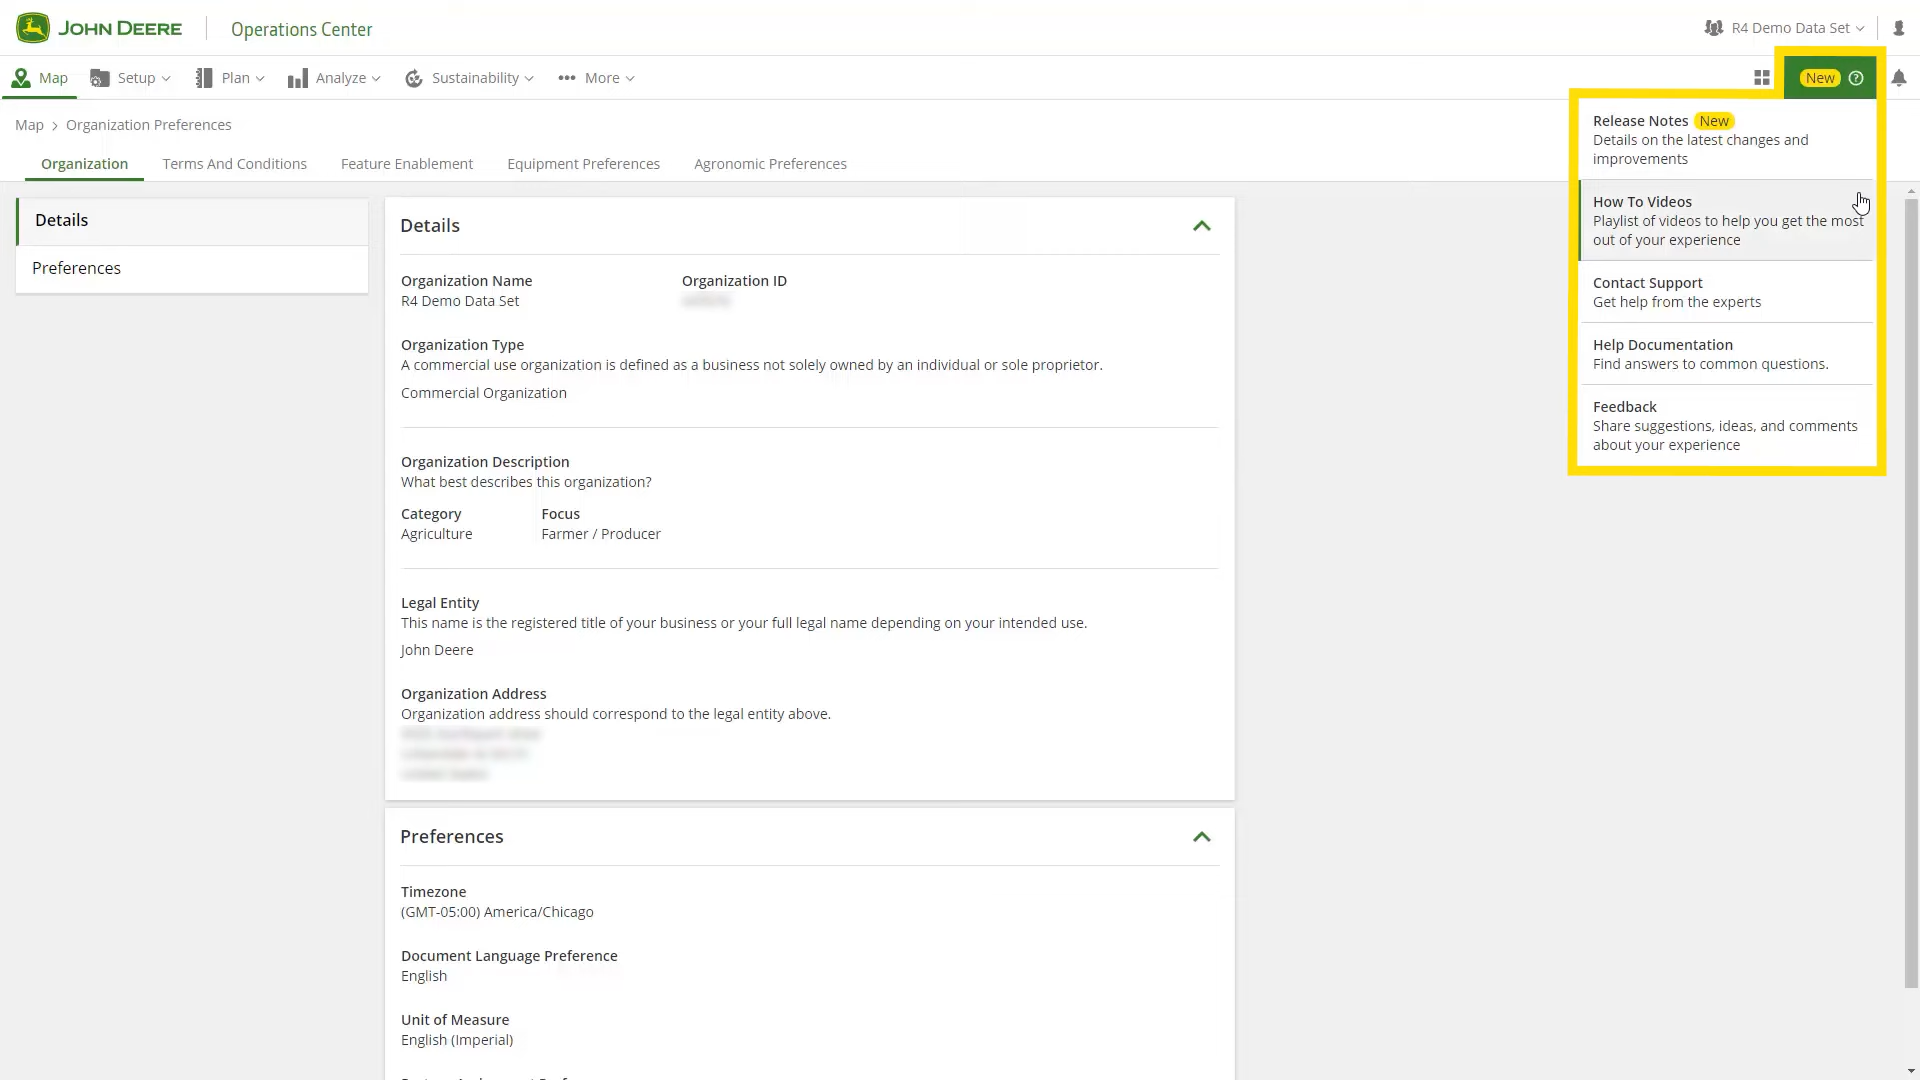 JOHN DEERE
Operations Center
R4 Demo Data Set
Map
Setup
Plan
Analyze
Sustainability
More
New
Map > Organization Preferences
Organization
Terms And Conditions
Feature Enablement
Equipment Preferences
Agronomic Preferences
Release Notes New
Details on the latest changes and
improvements
How To Videos
Playlist of videos to help you get the most
out of your experience
Contact Support
Get help from the experts
Help Documentation
Find answers to common questions.
Feedback
Share suggestions, ideas, and comments
about your experience
Details
Preferences
Details
Organization Name
R4 Demo Data Set
Organization ID
Organization Type
A commercial use organization is defined as a business not solely owned by an individual or sole proprietor.
Commercial Organization
Organization Description
What best describes this organization?
Category
Agriculture
Focus
Farmer / Producer
Legal Entity
This name is the registered title of your business or your full legal name depending on your intended use.
John Deere
Organization Address
Organization address should correspond to the legal entity above.
Preferences
Timezone
(GMT-05:00) America/Chicago
Document Language Preference
English
Unit of Measure
English (Imperial)